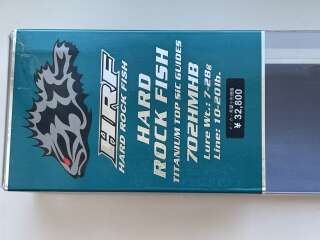 HRF
HARD ROCK FISH
HARD
ROCK FISH
TITANIUM TOP SiC GUIDES
702HMHB
Lure Wt.: 7-28g
Line: 10-20lb.
¥ 32,800